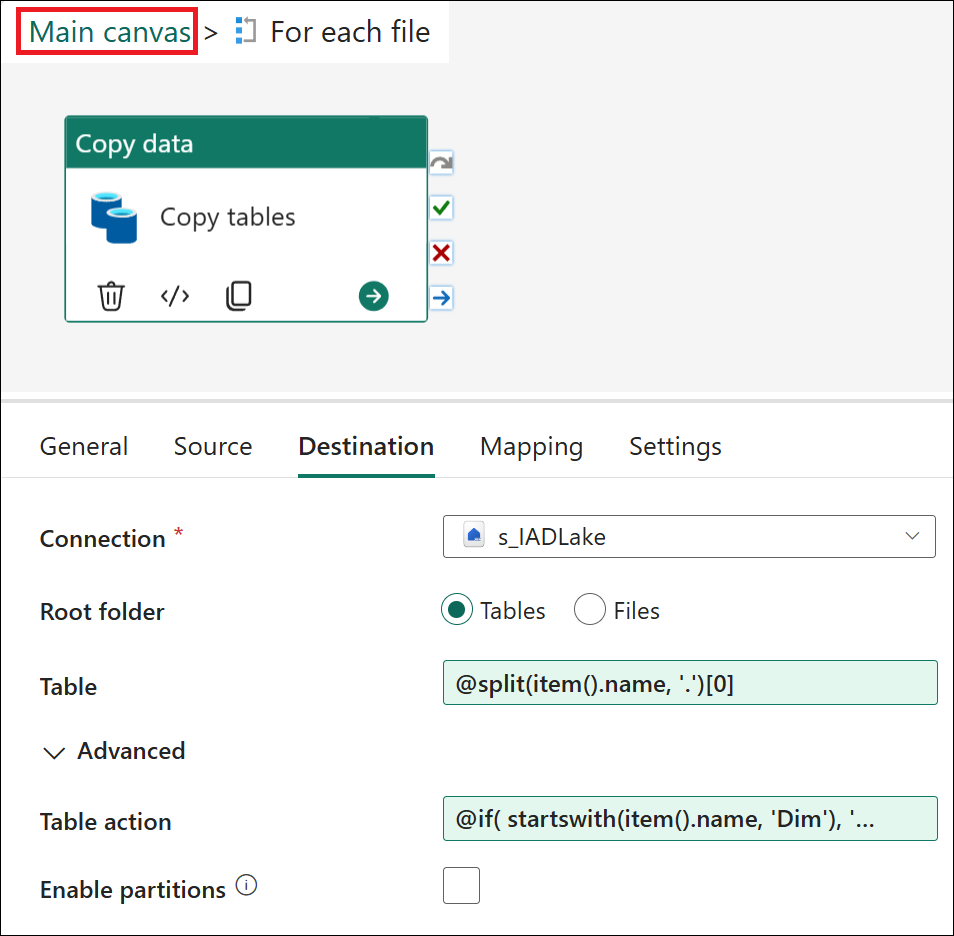 Main canvas > For each file
Copy data
Copy tables
General Source Destination Mapping Settings
Connection * s_IADLake
Root folder Tables Files
Table @split(item().name, '.')[0]
Advanced
Table action @if( startswith(item().name, 'Dim'), '...
Enable partitions